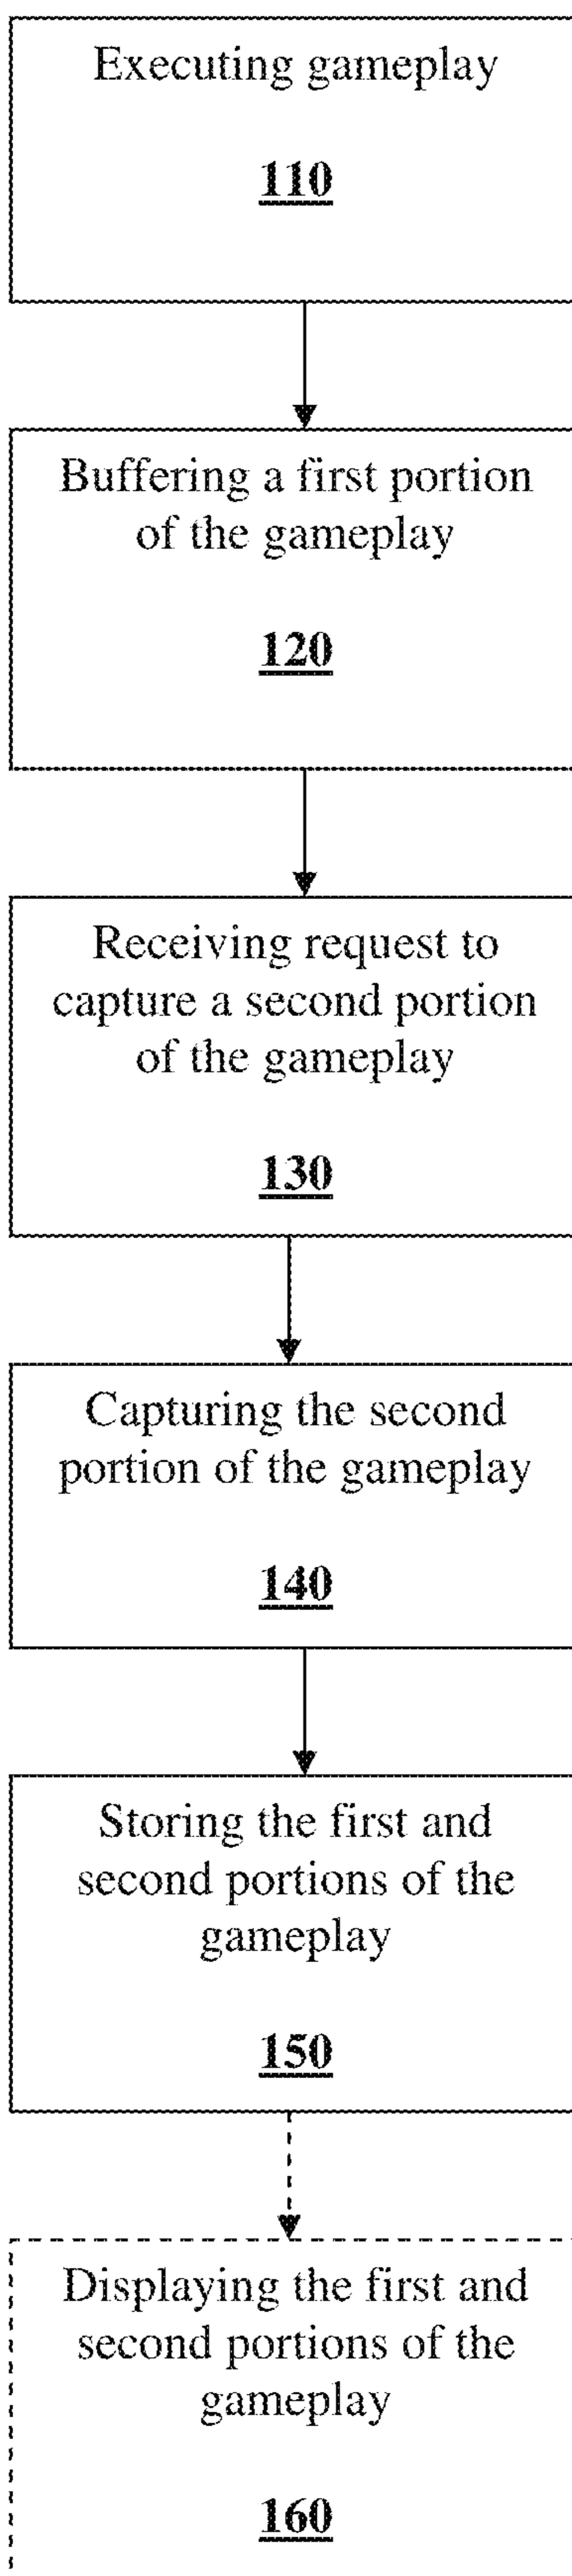 Executing gameplay
110
Buffering a first portion
of the gameplay
120
Receiving request to
capture a second portion
of the gameplay
130
Capturing the second
portion of the gameplay
140
Storing the first and
second portions of the
gameplay
150
Displaying the first and
second portions of the
gameplay
160